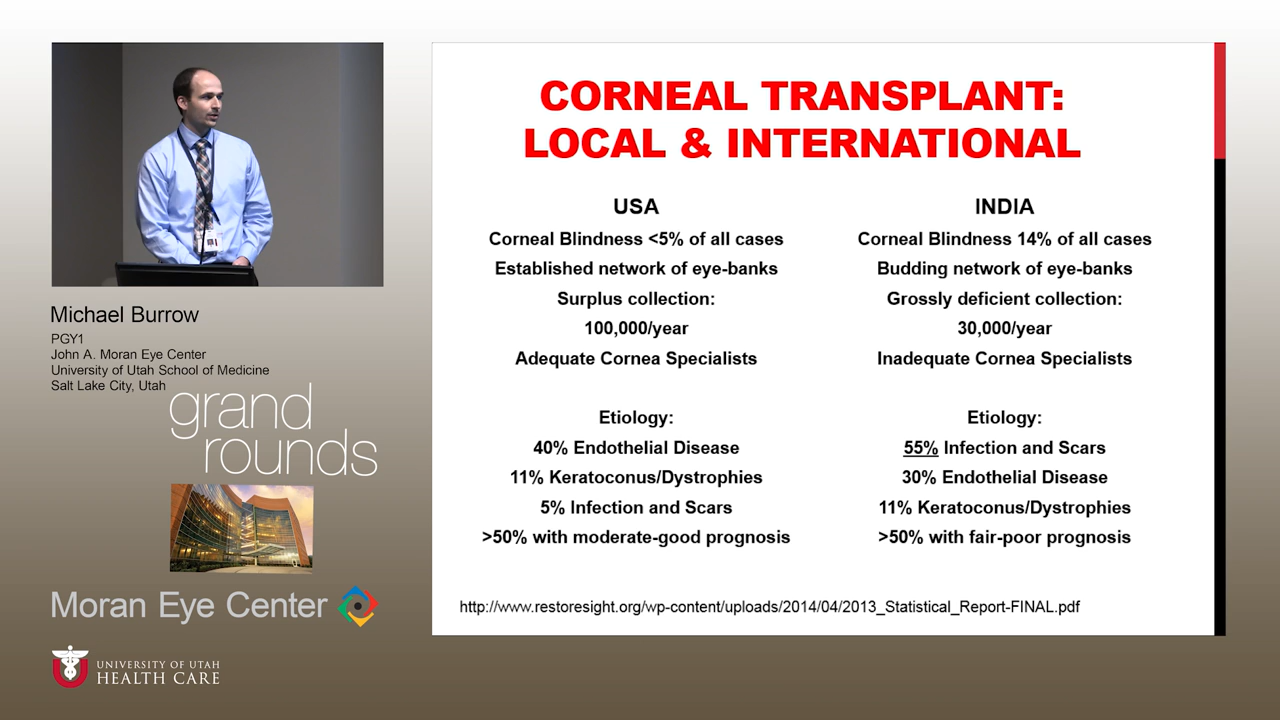 CORNEAL TRANSPLANT:
LOCAL & INTERNATIONAL
USA
Corneal Blindness <5% of all cases
Established network of eye-banks
Surplus collection:
100,000/year
Adequate Cornea Specialists
Etiology:
40% Endothelial Disease
11% Keratoconus/Dystrophies
5% Infection and Scars
>50% with moderate-good prognosis
INDIA
Corneal Blindness 14% of all cases
Budding network of eye-banks
Grossly deficient collection:
30,000/year
Inadequate Cornea Specialists
Etiology:
55% Infection and Scars
30% Endothelial Disease
11% Keratoconus/Dystrophies
>50% with fair-poor prognosis
http://www.restoresight.org/wp-content/uploads/2014/04/2013_Statistical_Report-FINAL.pdf
Michael Burrow
PGY1
John A. Moran Eye Center
University of Utah School of Medicine
Salt Lake City, Utah
grand
rounds
Moran Eye Center
UNIVERSITY OF UTAH
HEALTH CARE